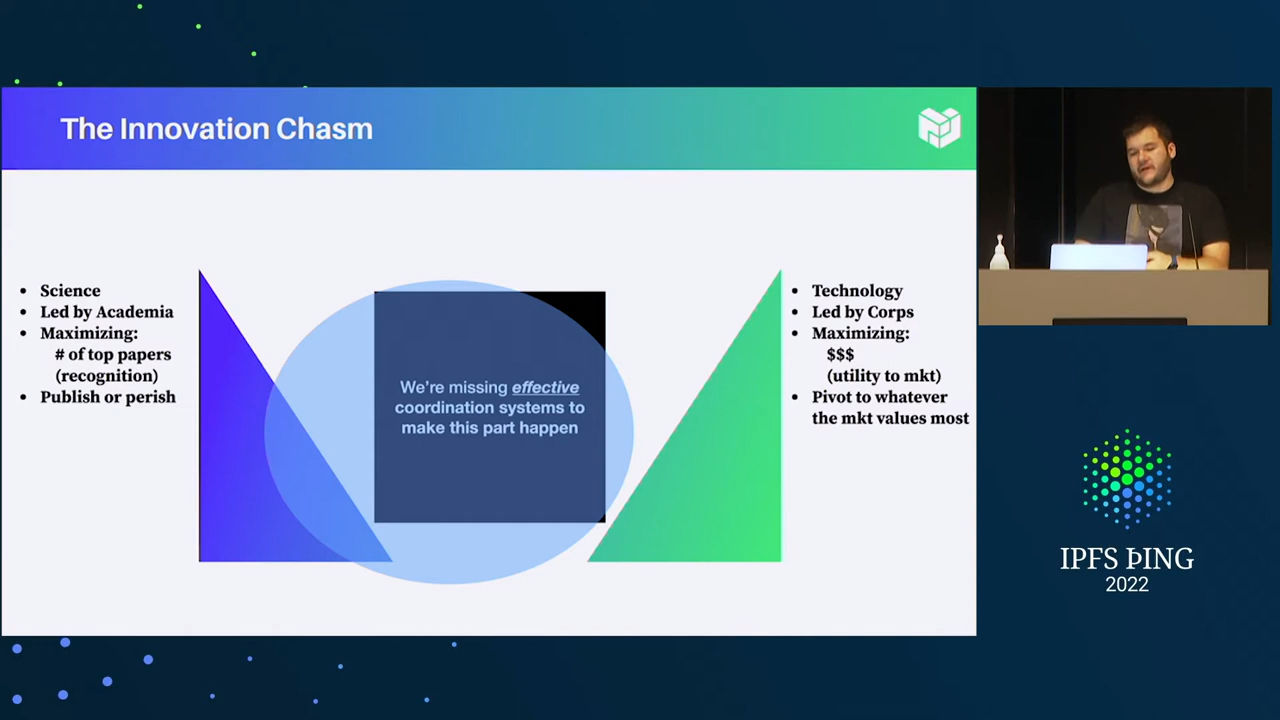 The Innovation Chasm
Science
Led by Academia
Maximizing:
# of top papers
(recognition)
Publish or perish
We're missing effective
coordination systems to
make this part happen
Technology
Led by Corps
Maximizing:
$$$
(utility to mkt)
Pivot to whatever
the mkt values most
IPFS ÞING
2022